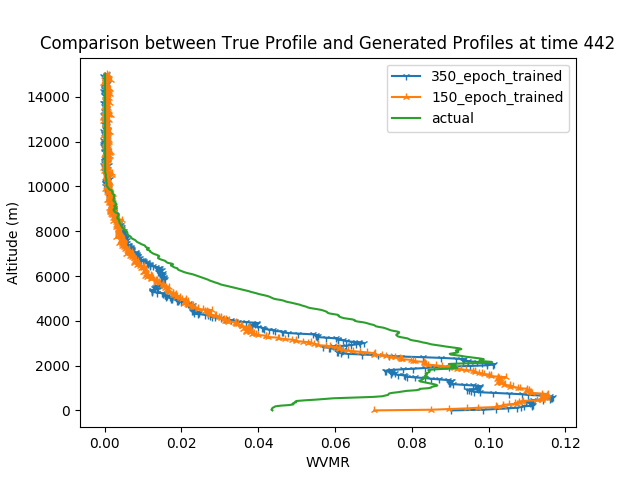 Comparison between True Profile and Generated Profiles at time 442
350_epoch_trained
150_epoch_trained
actual
Altitude (m)
14000
12000
10000
8000
6000
4000
2000
0
0.00 0.02 0.04 0.06 0.08 0.10 0.12
WVMR